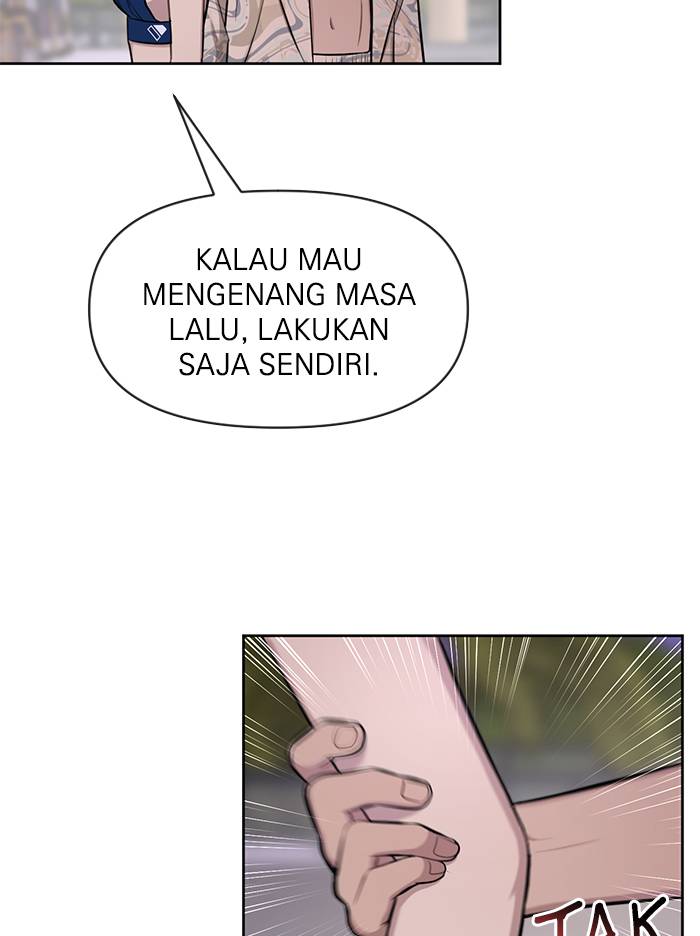 KALAU MAU
MENGENANG MASA
LALU, LAKUKAN
SAJA SENDIRI.
TAK